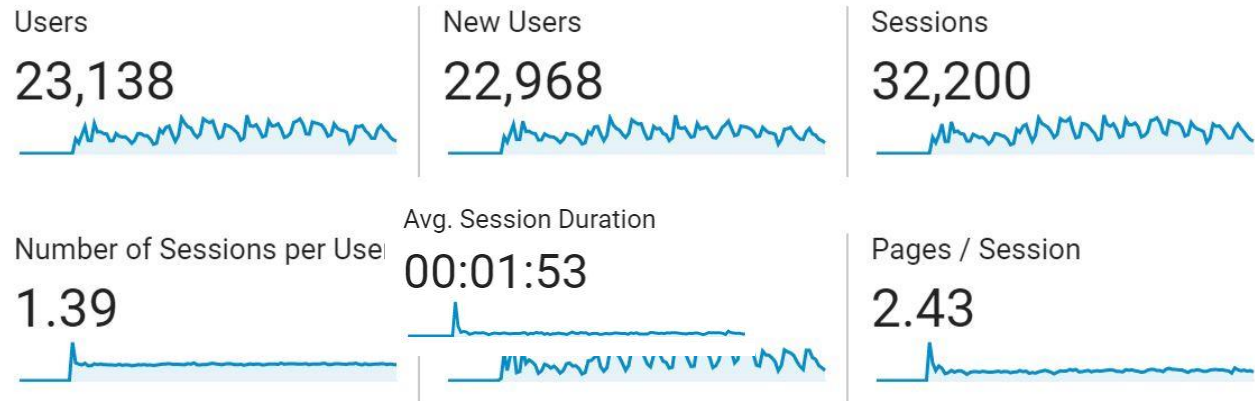 Users
New Users
Sessions
23,138
22,968
32,200
Number of Sessions per User
Avg. Session Duration
Pages / Session
1.39
00:01:53
2.43